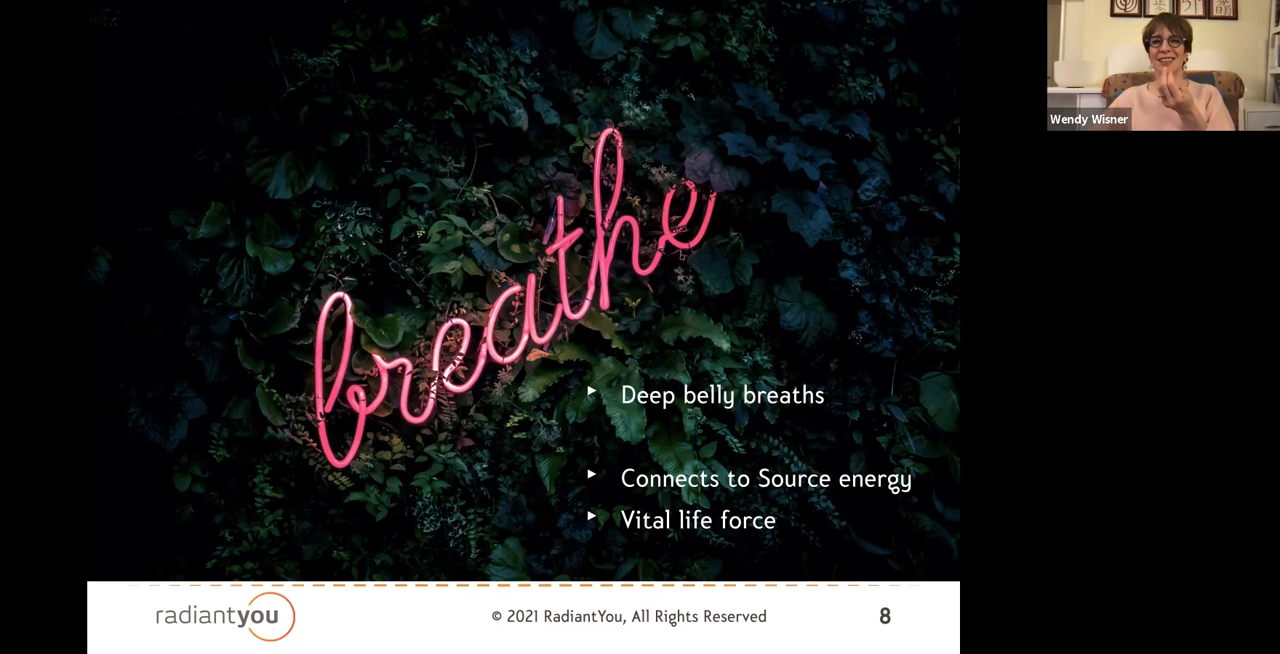 breathe
Deep belly breaths
Connects to Source energy
Vital life force
radiantyou
© 2021 RadiantYou, All Rights Reserved
8
Wendy Wisner